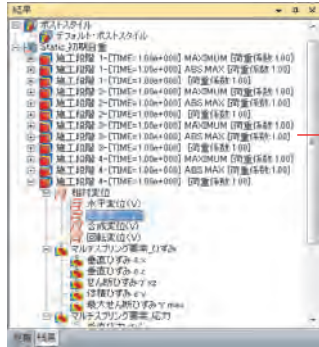 結果
ポストスタイル
デフォルト・ポストスタイル
Static_初期自重
施工段階 1-[TIME=1.00e+000] MAXIMUM [荷重係数:1.00]
施工段階 1-[TIME=1.00e+000] ABS MAX [荷重係数:1.00]
施工段階 1-[TIME=1.00e+000] [荷重係数:1.00]
施工段階 2-[TIME=1.00e+000] MAXIMUM [荷重係数:1.00]
施工段階 2-[TIME=1.00e+000] ABS MAX [荷重係数:1.00]
施工段階 2-[TIME=1.00e+000] [荷重係数:1.00]
施工段階 3-[TIME=1.00e+000] MAXIMUM [荷重係数:1.00]
施工段階 3-[TIME=1.00e+000] ABS MAX [荷重係数:1.00]
施工段階 3-[TIME=1.00e+000] [荷重係数:1.00]
施工段階 4-[TIME=1.00e+000] MAXIMUM [荷重係数:1.00]
施工段階 4-[TIME=1.00e+000] ABS MAX [荷重係数:1.00]
施工段階 4-[TIME=1.00e+000] [荷重係数:1.00]
相対変位
水平変位(V)
合成変位(V)
回転変位(V)
マルチスプリング要素_ひずみ
垂直ひずみ εx
垂直ひずみ εz
せん断ひずみ γxz
体積ひずみ εv
最大せん断ひずみ γmax
マルチスプリング要素_応力
結果